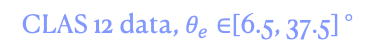 CLAS 12 data, θₑ ∈[6.5, 37.5] °